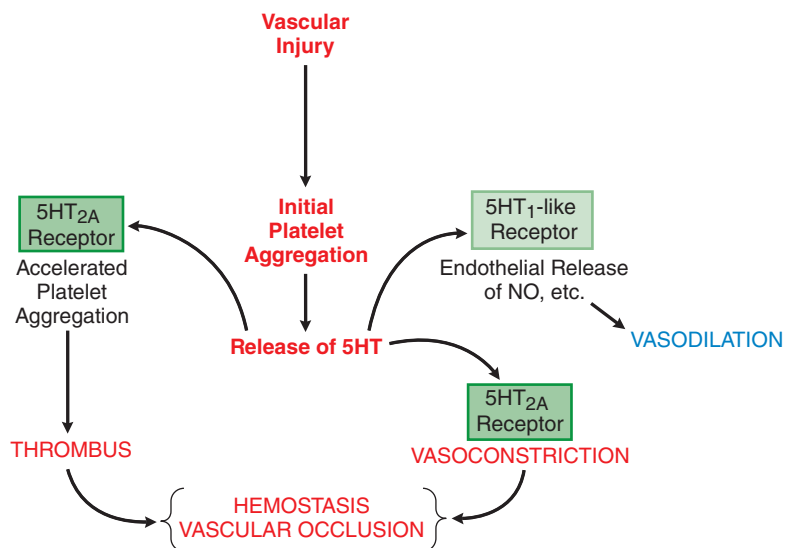 Vascular
Injury
Initial
Platelet
Aggregation
Release of 5HT
5HT2A
Receptor
Accelerated
Platelet
Aggregation
THROMBUS
5HT1-like
Receptor
Endothelial Release
of NO, etc.
VASODILATION
5HT2A
Receptor
VASOCONSTRICTION
HEMOSTASIS
VASCULAR OCCLUSION